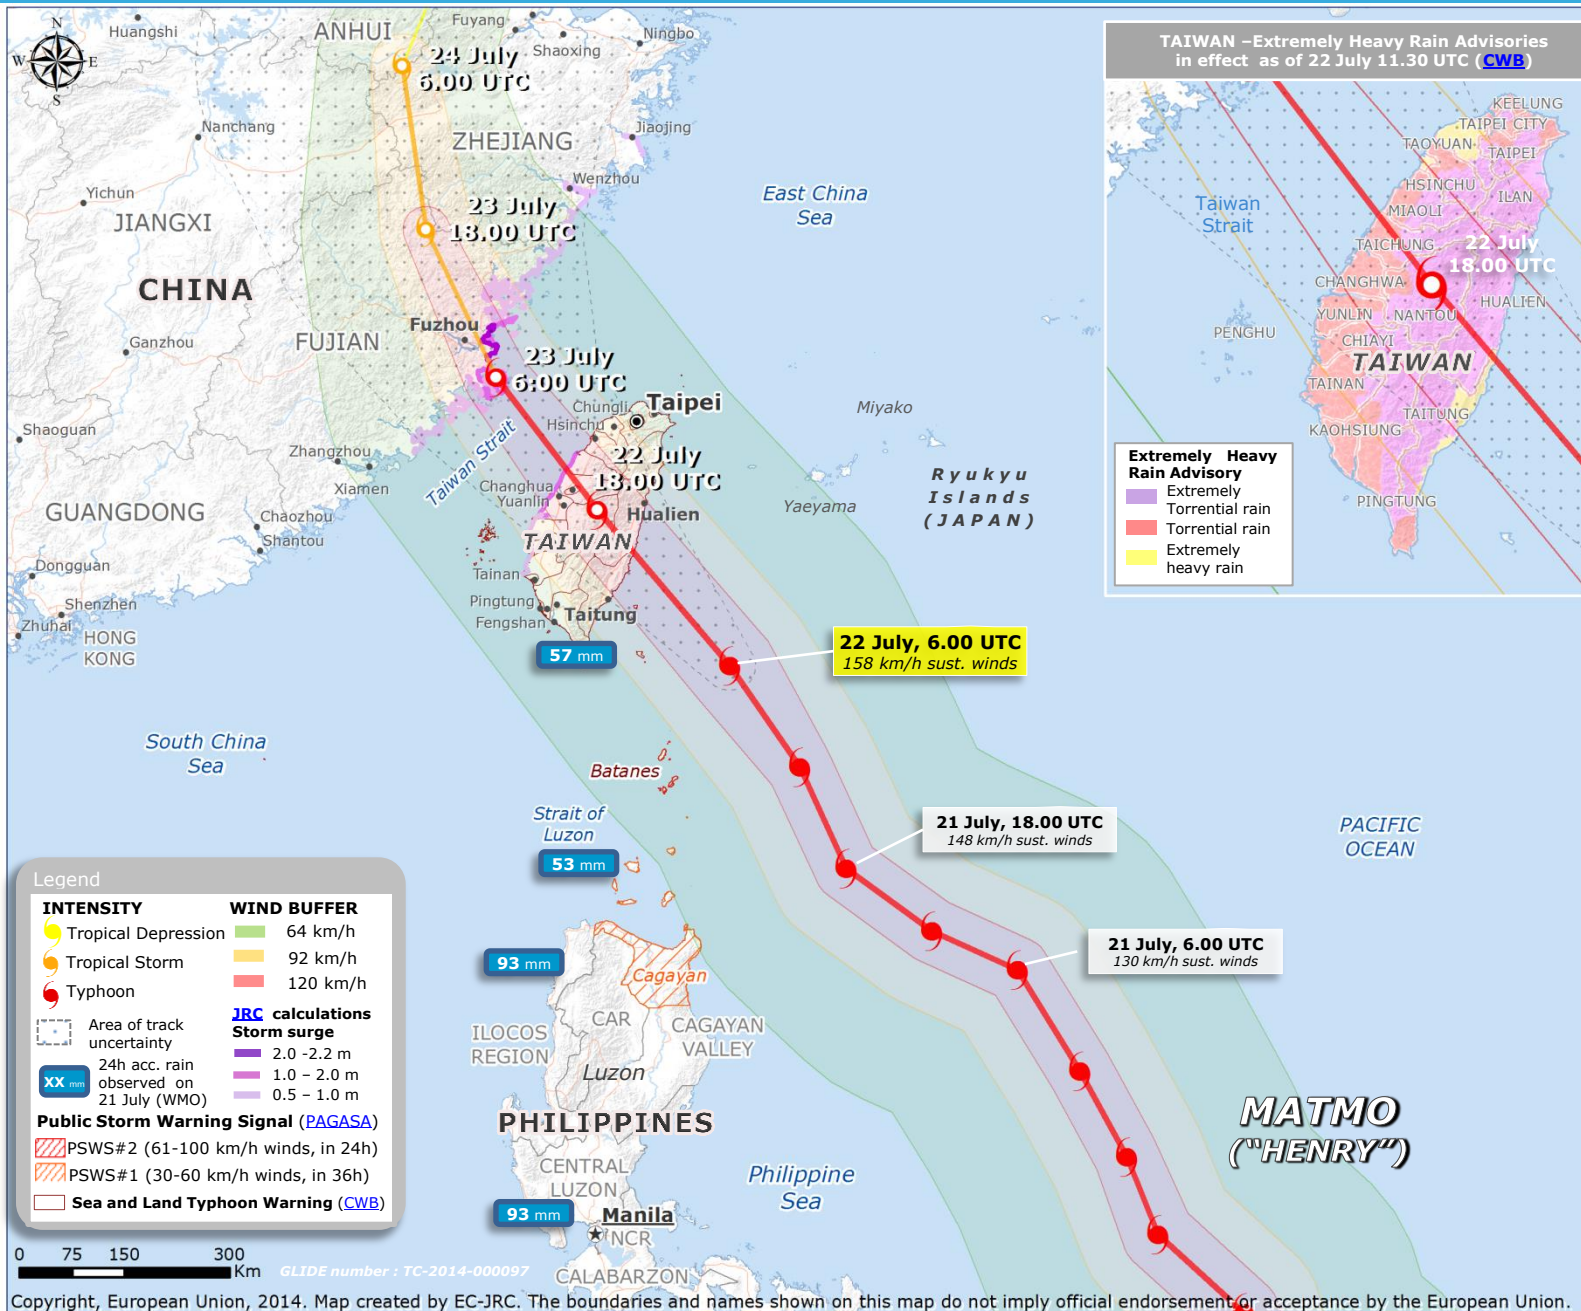 N
W
E
S
Huangshi
ANHUI
Fuyang
Shaoxing
Ningbo
24 July
6.00 UTC
Nanchang
ZHEJIANG
Jiaojing
Yichun
JIANGXI
Wenzhou
23 July
18.00 UTC
East China
Sea
CHINA
Fuzhou
FUJIAN
Ganzhou
23 July
6:00 UTC
Chungli
Taipei
Hsinchu
Miyako
Shaoguan
Zhangzhou
Taiwan Strait
22 July
18.00 UTC
Xiamen
Changhua
Yuanlin
Hualien
GUANGDONG
Chaozhou
Shantou
Yaeyama
Ryukyu
Islands
(JAPAN)
TAIWAN
Dongguan
Tainan
Shenzhen
Pingtung
Taitung
Fengshan
Zhuhai
HONG
KONG
57 mm
22 July, 6.00 UTC
158 km/h sust. winds
South China
Sea
Batanes
Strait of
Luzon
53 mm
21 July, 18.00 UTC
148 km/h sust. winds
PACIFIC
OCEAN
93 mm
Cagayan
21 July, 6.00 UTC
130 km/h sust. winds
ILOCOS
REGION
CAR
CAGAYAN
VALLEY
Luzon
PHILIPPINES
CENTRAL
LUZON
Philippine
Sea
MATMO
("HENRY")
93 mm
Manila
NCR
CALABARZON
TAIWAN –Extremely Heavy Rain Advisories
in effect as of 22 July 11.30 UTC (CWB)
KEELUNG
TAIPEI CITY
TAOYUAN
TAIPEI
HSINCHU
ILAN
MIAOLI
Taiwan
Strait
TAICHUNG
22 July
18.00 UTC
CHANGHWA
HUALIEN
YUNLIN
NANTOU
PENGHU
CHIAYI
TAIWAN
TAINAN
TAITUNG
KAOHSIUNG
PINGTUNG
Extremely Heavy
Rain Advisory
Extremely
Torrential rain
Torrential rain
Extremely
heavy rain
Legend
INTENSITY
Tropical Depression
Tropical Storm
Typhoon
Area of track
uncertainty
XX mm
24h acc. rain
observed on
21 July (WMO)
WIND BUFFER
64 km/h
92 km/h
120 km/h
JRC calculations
Storm surge
2.0 -2.2 m
1.0 – 2.0 m
0.5 – 1.0 m
Public Storm Warning Signal (PAGASA)
PSWS#2 (61-100 km/h winds, in 24h)
PSWS#1 (30-60 km/h winds, in 36h)
Sea and Land Typhoon Warning (CWB)
0 75 150 300
Km
GLIDE number : TC-2014-000097
Copyright, European Union, 2014. Map created by EC-JRC. The boundaries and names shown on this map do not imply official endorsement or acceptance by the European Union.